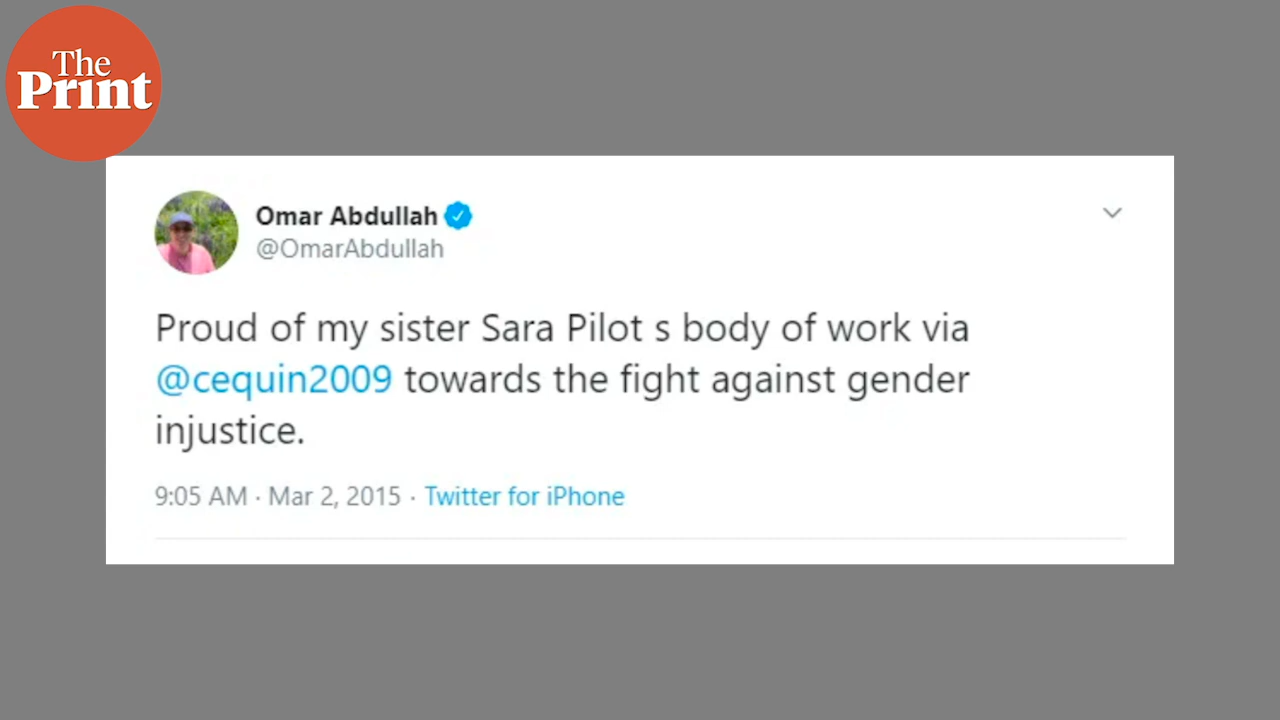 The
Print
Omar Abdullah
@OmarAbdullah
Proud of my sister Sara Pilot s body of work via
@cequin2009 towards the fight against gender
injustice.
9:05 AM · Mar 2, 2015 · Twitter for iPhone